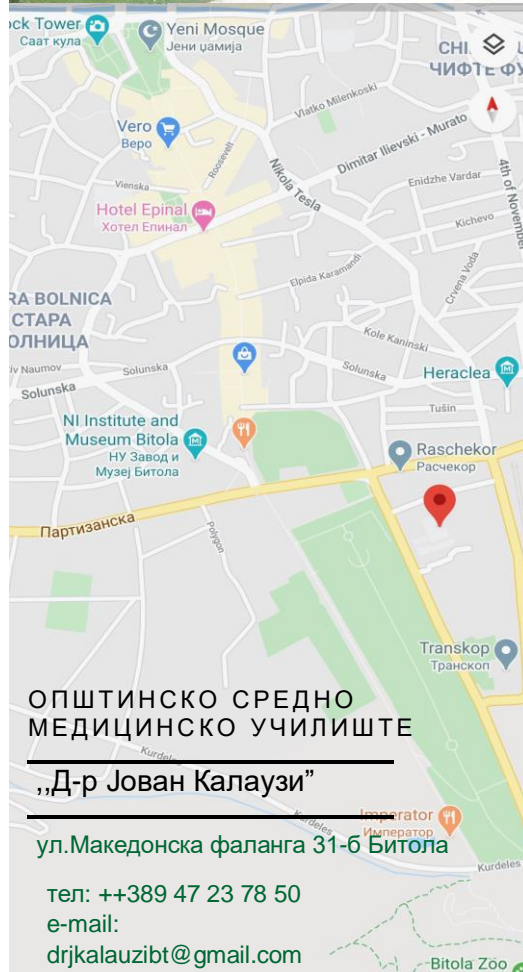 ck Tower
Саат кула
Yeni Mosque
Јени џамија
CHI
ЧИФТЕ ФУ
Vlatko Milenkoski
Vero
Веро
Roosevelt
Dimitar Ilievski - Murato
Nikola Tesla
4th of November
Vienska
Enidzhe Vardar
Hotel Epinal
Хотел Епинал
Kichevo
Crvena Voda
Elpida Karamandi
RA BOLNICA
СТАРА
ОЛНИЦА
Kole Kaninski
iv Naumov
Solunska
Solunska
Solunska
Heraclea
Tušin
NI Institute and
Museum Bitola
НУ Завод и
Музеј Битола
Raschekor
Расчекор
Партизанска
Polygon
Transkop
Транскоп
ОПШТИНСКО СРЕДНО
МЕДИЦИНСКО УЧИЛИШТЕ
Kurdeles
,,Д-р Јован Калаузи”
Imperator
Император
Kurdeles
ул.Македонска фаланга 31-б Битола
Kurdeles
тел: ++389 47 23 78 50
e-mail:
drjkalauzibt@gmail.com
Bitola Zoo